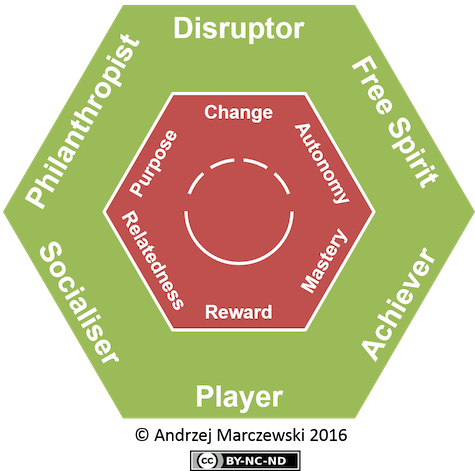 Disruptor
Philanthropist
Free Spirit
Change
Purpose
Autonomy
Relatedness
Mastery
Reward
Socialiser
Achiever
Player
© Andrzej Marczewski 2016
cc BY-NC-ND